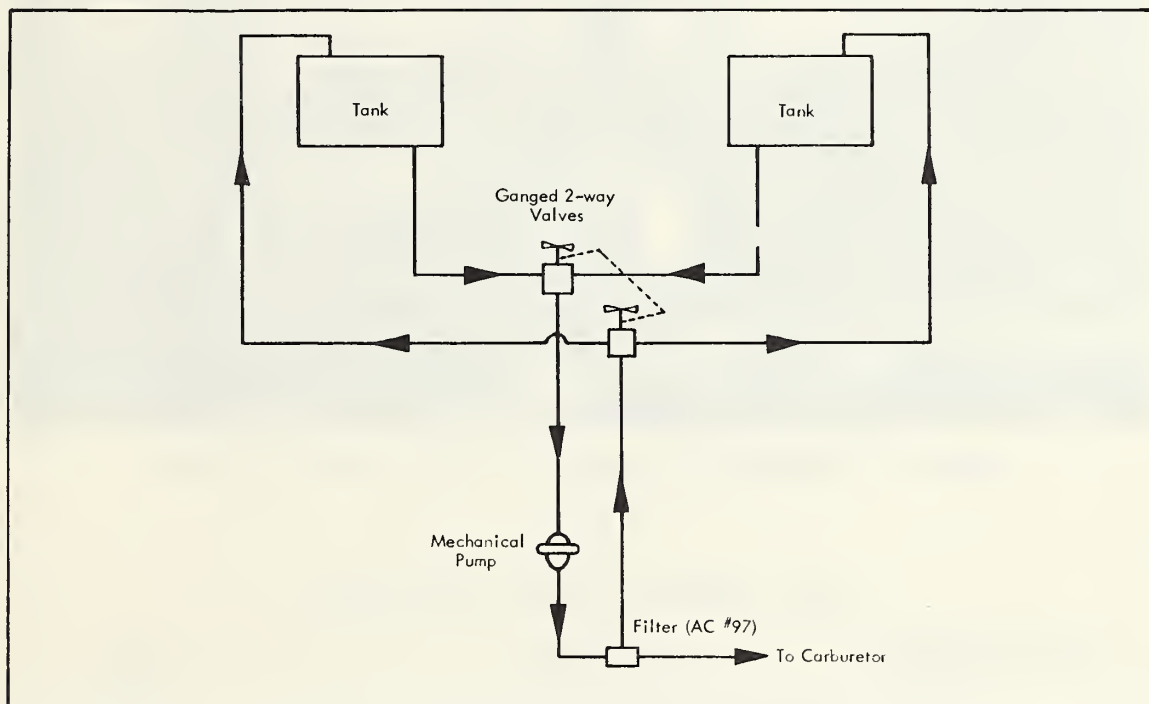 Tank
Tank
Ganged 2-way
Valves
Mechanical
Pump
Filter (AC #97)
To Carburetor